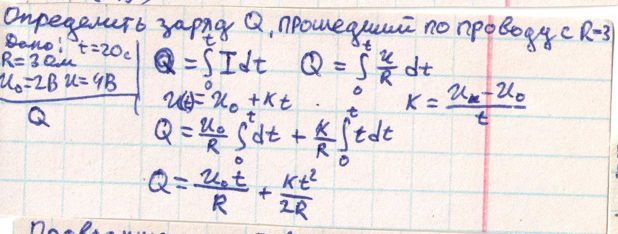 Определить заряд Q, прошедший по проводу с R=3
Дано: t=20с
R=3 Ом
U₀=2В U=4В
Q
Q = ∫₀ᵗ I dt Q = ∫₀ᵗ U/R dt
U(t)=U₀+Kt K = (Uₖ-U₀)/t
Q = U₀/R ∫₀ᵗ dt + K/R ∫₀ᵗ t dt
Q = U₀t/R + Kt²/2R